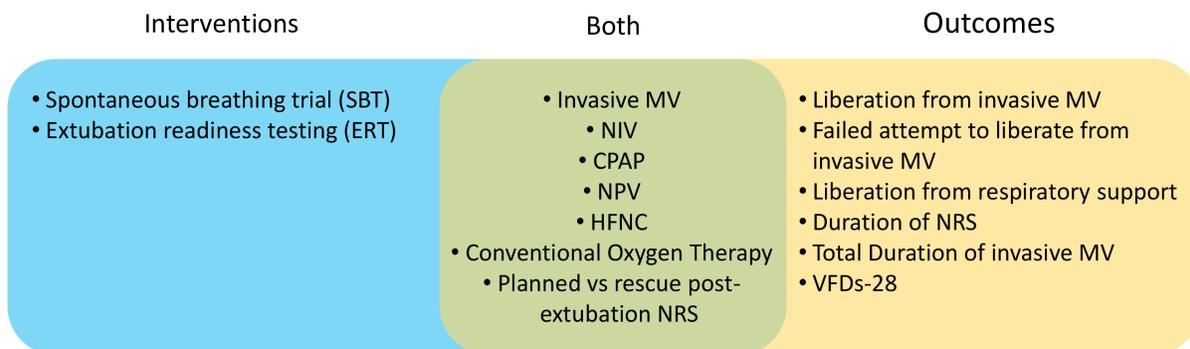 Interventions
Both
Outcomes
• Spontaneous breathing trial (SBT)
• Extubation readiness testing (ERT)
• Invasive MV
• NIV
• CPAP
• NPV
• HFNC
• Conventional Oxygen Therapy
• Planned vs rescue post-
extubation NRS
• Liberation from invasive MV
• Failed attempt to liberate from
invasive MV
• Liberation from respiratory support
• Duration of NRS
• Total Duration of invasive MV
• VFDs-28